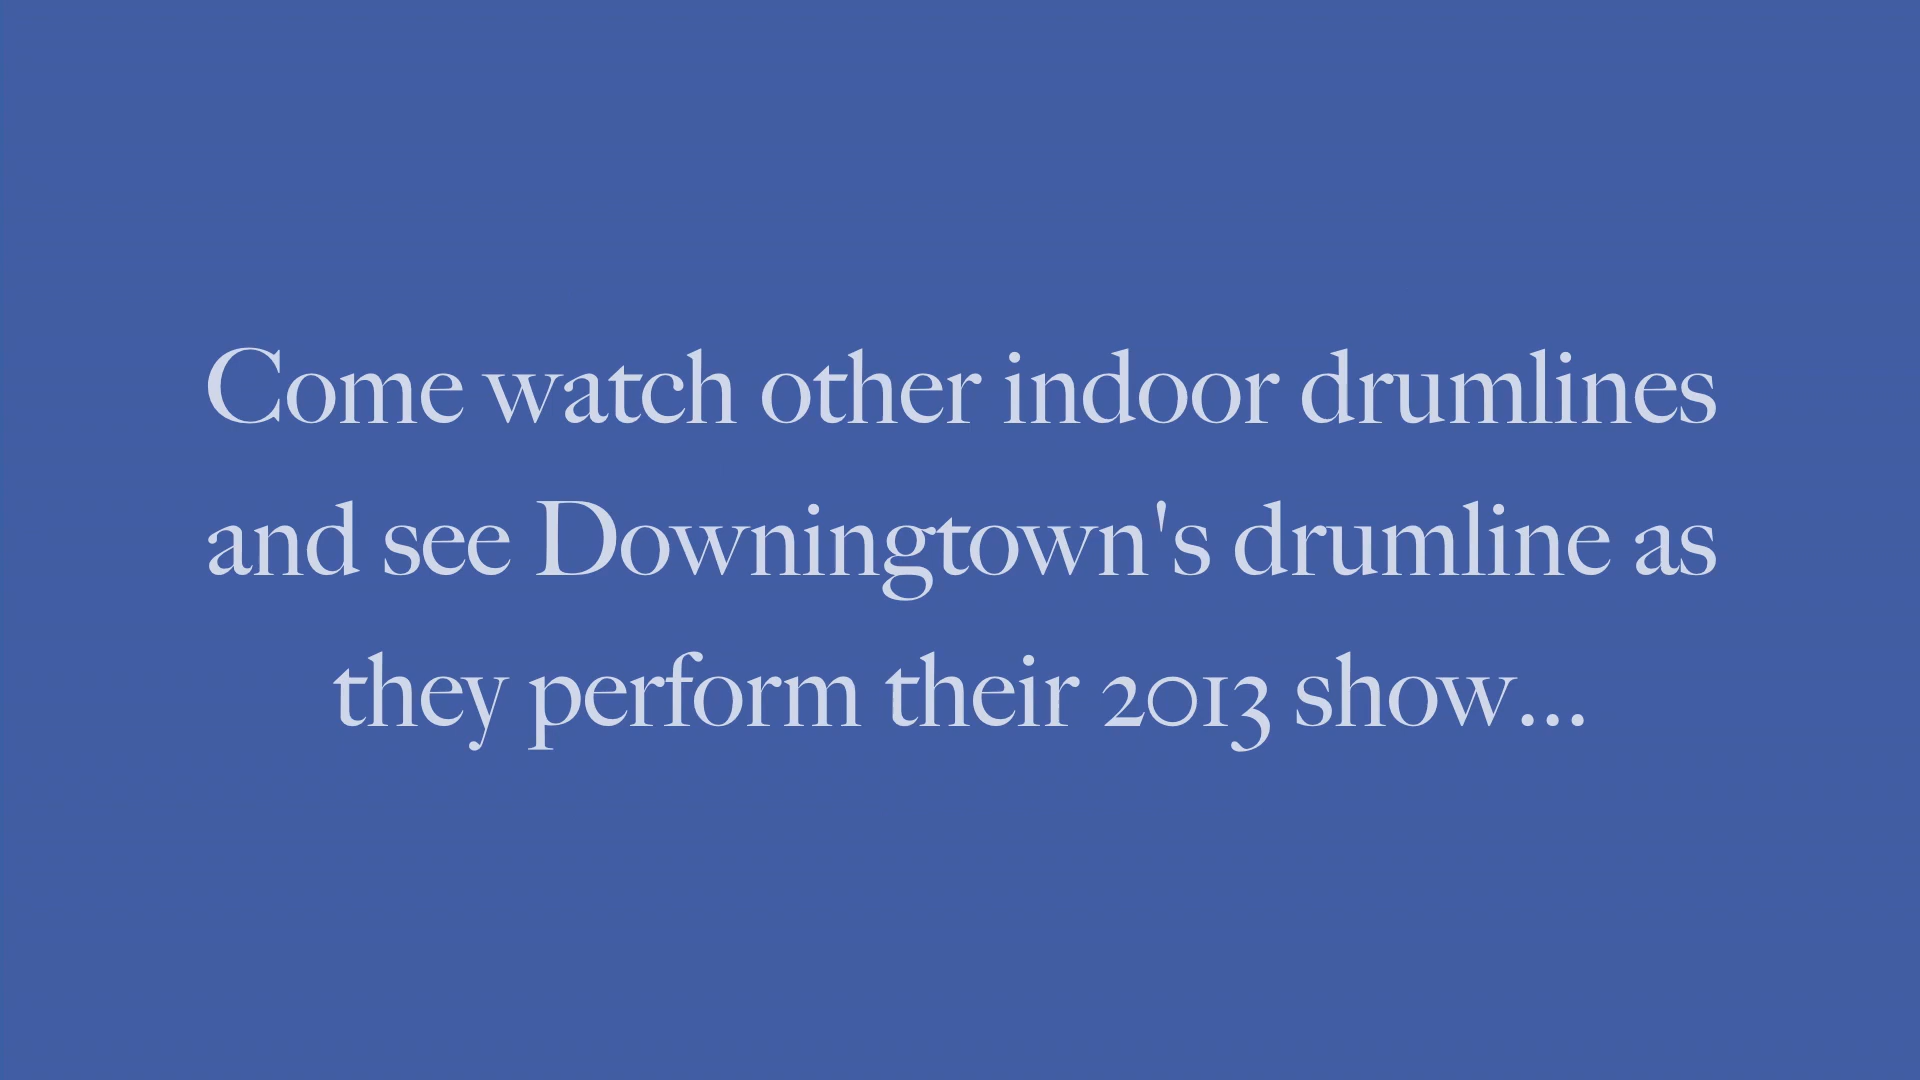 Come watch other indoor drumlines
and see Downingtown's drumline as
they perform their 2013 show...